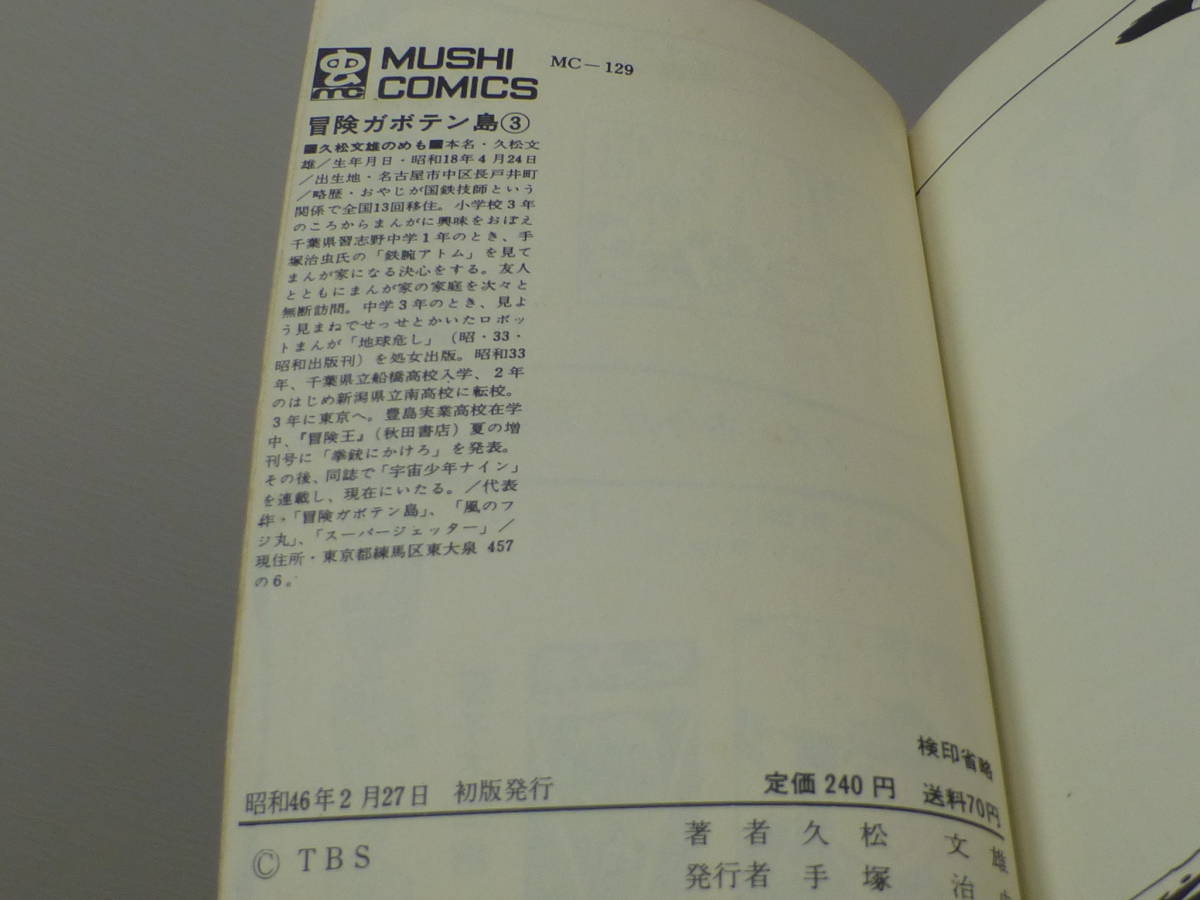 虫
mc
MUSHI
COMICS
MC－129
冒険ガボテン島③
■久松文雄のめも■本名・久松文
雄／生年月日・昭和18年4月24日
／出生地・名古屋市中区長戸井町
／略歴・おやじが国鉄技師という
関係で全国13回移住。小学校3年
のころからまんがに興味をおぼえ
千葉県習志野中学1年のとき、手
塚治虫氏の「鉄腕アトム」を見て
まんが家になる決心をする。友人
とともにまんが家の家庭を次々と
無断訪問。中学3年のとき、見よ
う見まねでせっせとかいたロボッ
トまんが「地球危し」（昭・33・
昭和出版刊）を処女出版。昭和33
年、千葉県立船橋高校入学、2年
のはじめ新潟県立南高校に転校。
3年に東京へ。豊島実業高校在学
中、『冒険王』（秋田書店）夏の増
刊号に「拳銃にかけろ」を発表。
その後、同誌で「宇宙少年ナイン」
を連載し、現在にいたる。／代表
作・「冒険ガボテン島」、「風のフ
ジ丸」、「スーパージェッター」／
現住所・東京都練馬区東大泉 457
の6。
検印省略
昭和46年2月27日 初版発行 定価240円 送料70円
© TBS
著者 久松文雄
発行者 手塚治